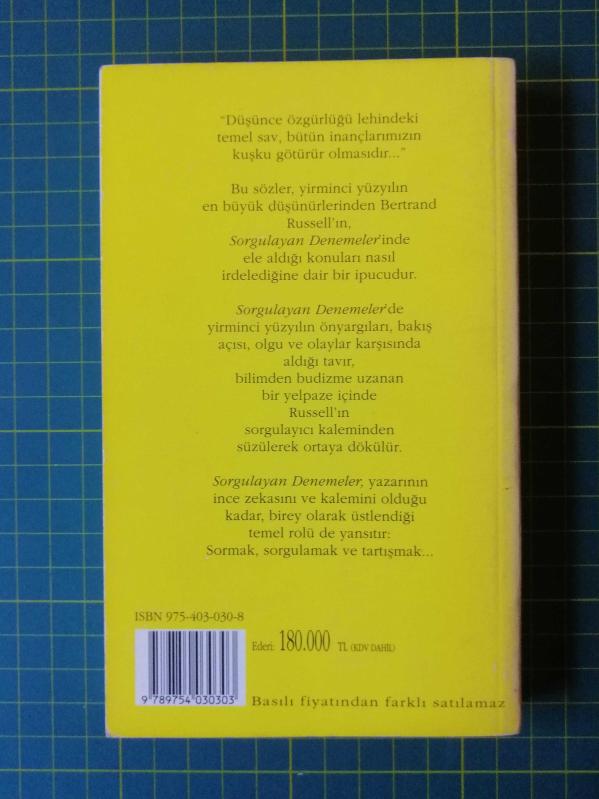 “Düşünce özgürlüğü lehindeki
temel sav, bütün inançlarımızın
kuşku götürür olmasıdır...”
Bu sözler, yirminci yüzyılın
en büyük düşünürlerinden Bertrand
Russell’ın,
Sorgulayan Denemeler’inde
ele aldığı konuları nasıl
irdelediğine dair bir ipucudur.
Sorgulayan Denemeler’de
yirminci yüzyılın önyargıları, bakış
açısı, olgu ve olaylar karşısında
aldığı tavır,
bilimden budizme uzanan
bir yelpaze içinde
Russell’ın
sorgulayıcı kaleminden
süzülerek ortaya dökülür.
Sorgulayan Denemeler, yazarının
ince zekasını ve kalemini olduğu
kadar, birey olarak üstlendiği
temel rolü de yansıtır:
Sormak, sorgulamak ve tartışmak...
ISBN 975-403-030-8
Ederi: 180.000 TL (KDV DAHİL)
9 789754 030303
Basılı fiyatından farklı satılamaz